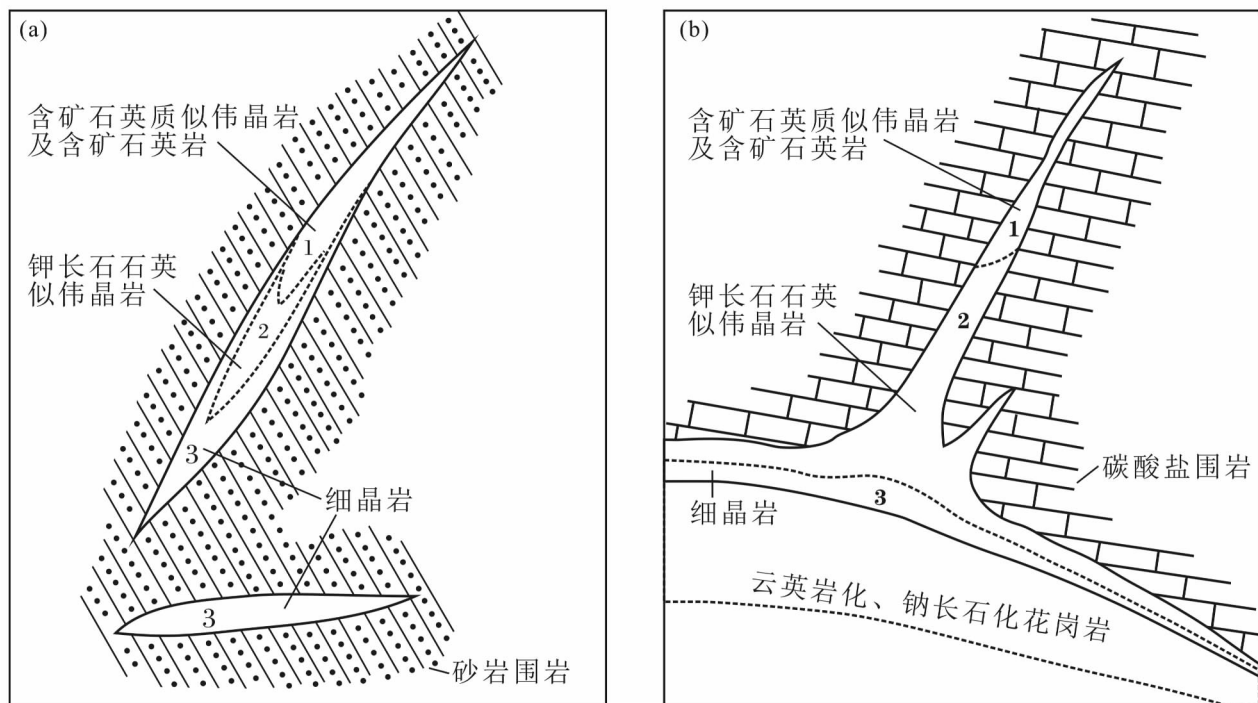 (a)
含矿石英质似伟晶岩
及含矿石英岩
1
钾长石石英
似伟晶岩
2
3
细晶岩
3
砂岩围岩
(b)
含矿石英质似伟晶岩
及含矿石英岩
1
钾长石石英
似伟晶岩
2
碳酸盐围岩
3
细晶岩
云英岩化、钠长石化花岗岩